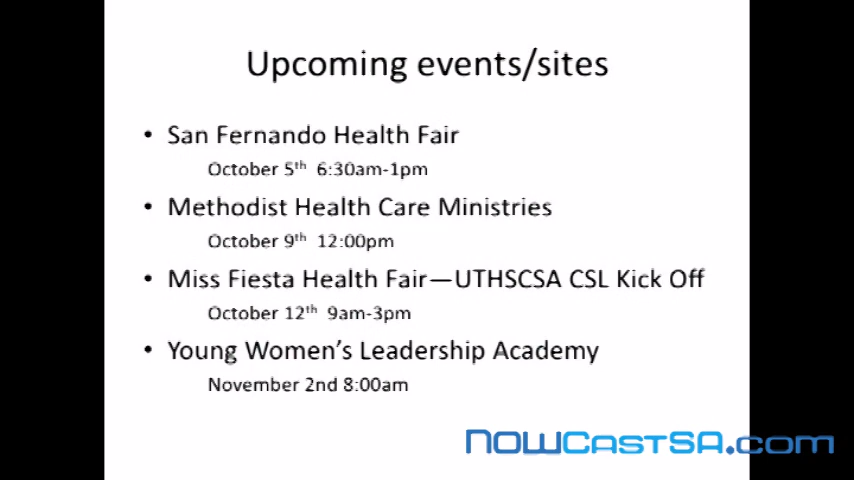 Upcoming events/sites
• San Fernando Health Fair
October 5th 6:30am-1pm
• Methodist Health Care Ministries
October 9th 12:00pm
• Miss Fiesta Health Fair—UTHSCSA CSL Kick Off
October 12th 9am-3pm
• Young Women's Leadership Academy
November 2nd 8:00am
NOWCASTSA.COM